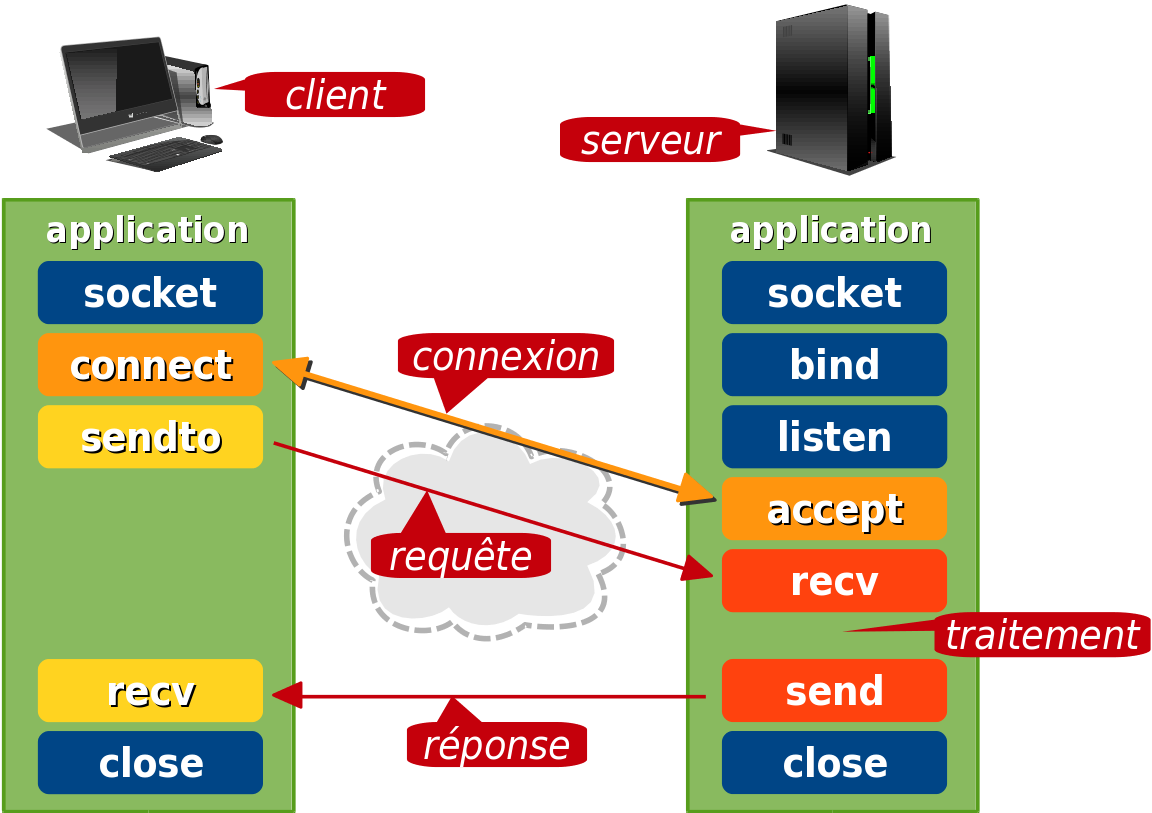 client
serveur
application
socket
connect
sendto
recv
close
connexion
requête
réponse
application
socket
bind
listen
accept
recv
traitement
send
close